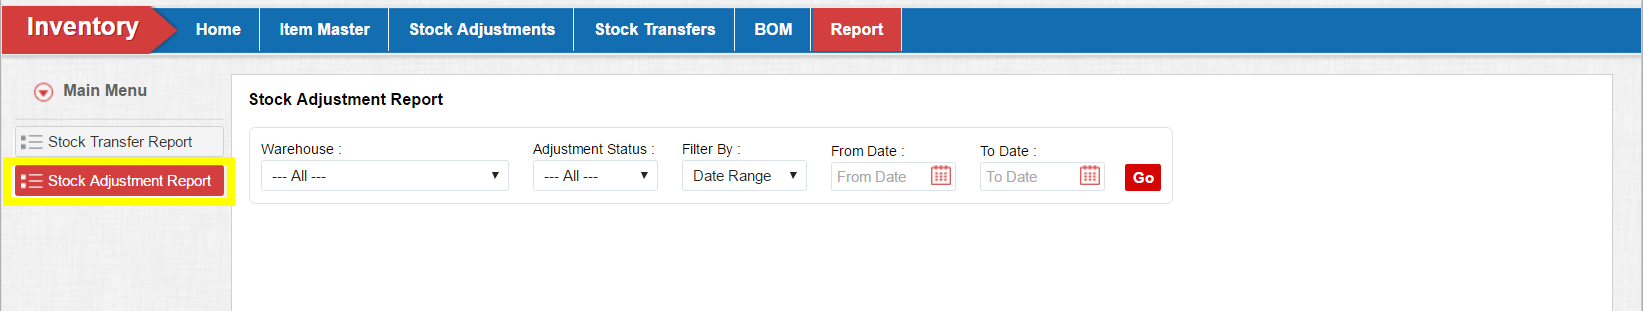 Inventory Home Item Master Stock Adjustments Stock Transfers BOM Report
Main Menu
Stock Transfer Report
Stock Adjustment Report
Stock Adjustment Report
Warehouse : Adjustment Status : Filter By : From Date : To Date :
--- All --- --- All --- Date Range From Date To Date Go